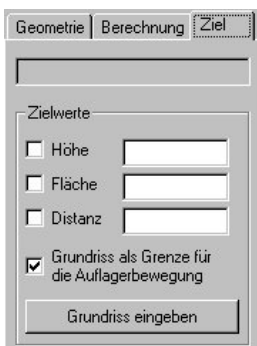 Geometrie Berechnung Ziel
Zielwerte
Höhe
Fläche
Distanz
Grundriss als Grenze für
die Auflagerbewegung
Grundriss eingeben